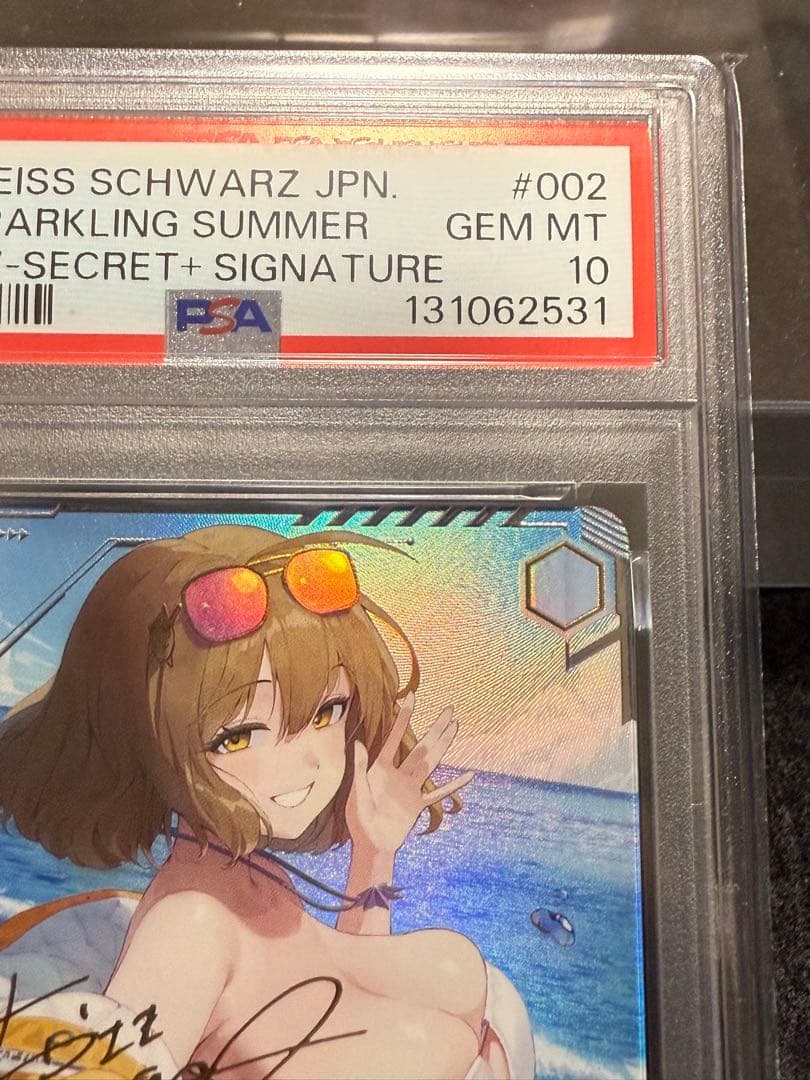 EISS SCHWARZ JPN. #002
PARKLING SUMMER GEM MT
-SECRET+ SIGNATURE 10
PSA 131062531